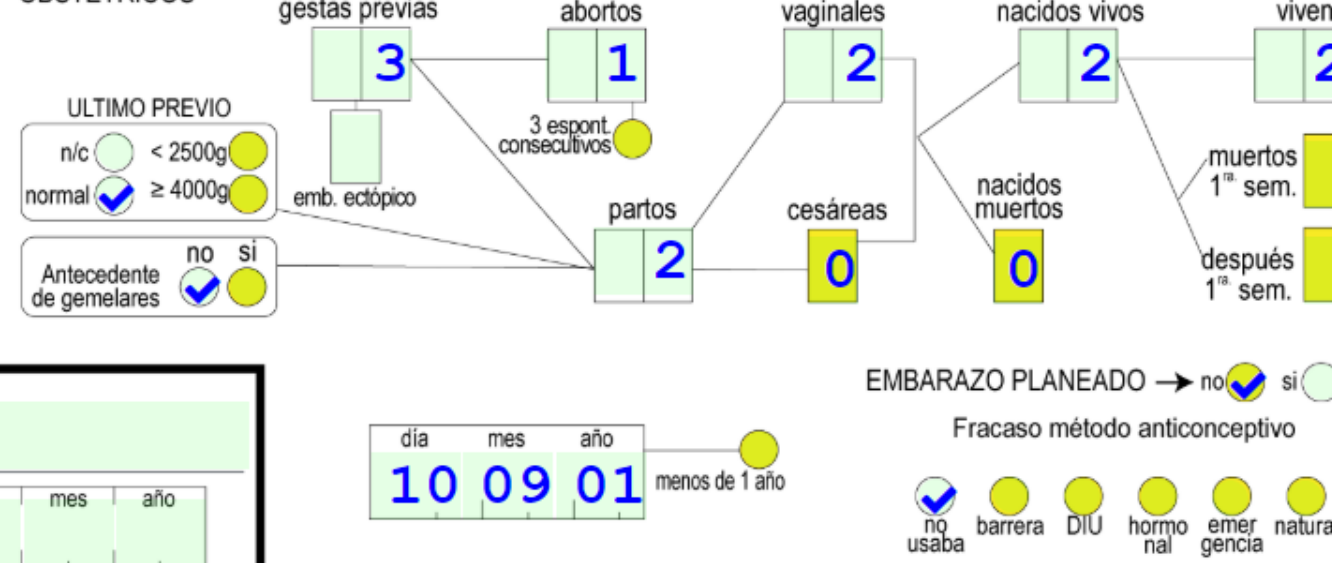 gestas previas abortos vaginales nacidos vivos
3 1 2 2 2
ULTIMO PREVIO
n/c < 2500g
normal ≥ 4000g
emb. ectópico
3 espont.
consecutivos
muertos
1ra. sem.
partos cesáreas nacidos
muertos
2 0 0
Antecedente
de gemelares
no si
después
1ra. sem.
EMBARAZO PLANEADO → no si
Fracaso método anticonceptivo
día mes año
10 09 01
menos de 1 año
mes año
no
usaba
barrera
DIU
hormo
nal
emer
gencia